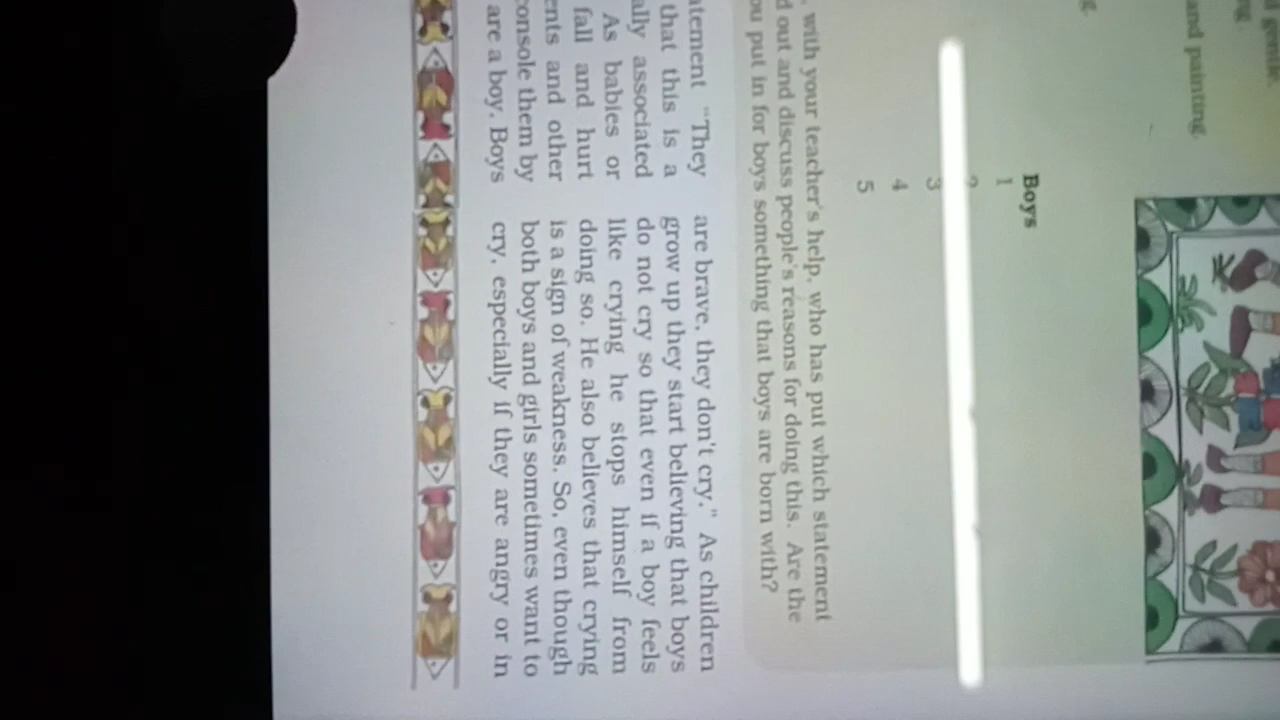 and painting.
g.
Boys
1
2
3
4
5
with your teacher's help, who has put which statement
out and discuss people's reasons for doing this. Are the
put in for boys something that boys are born with?
"They
that this is a
associated
As babies or
fall and hurt
and other
them by
are a boy. Boys
are brave, they don't cry." As children
grow up they start believing that boys
do not cry so that even if a boy feels
like crying he stops himself from
doing so. He also believes that crying
is a sign of weakness. So, even though
both boys and girls sometimes want to
cry, especially if they are angry or in